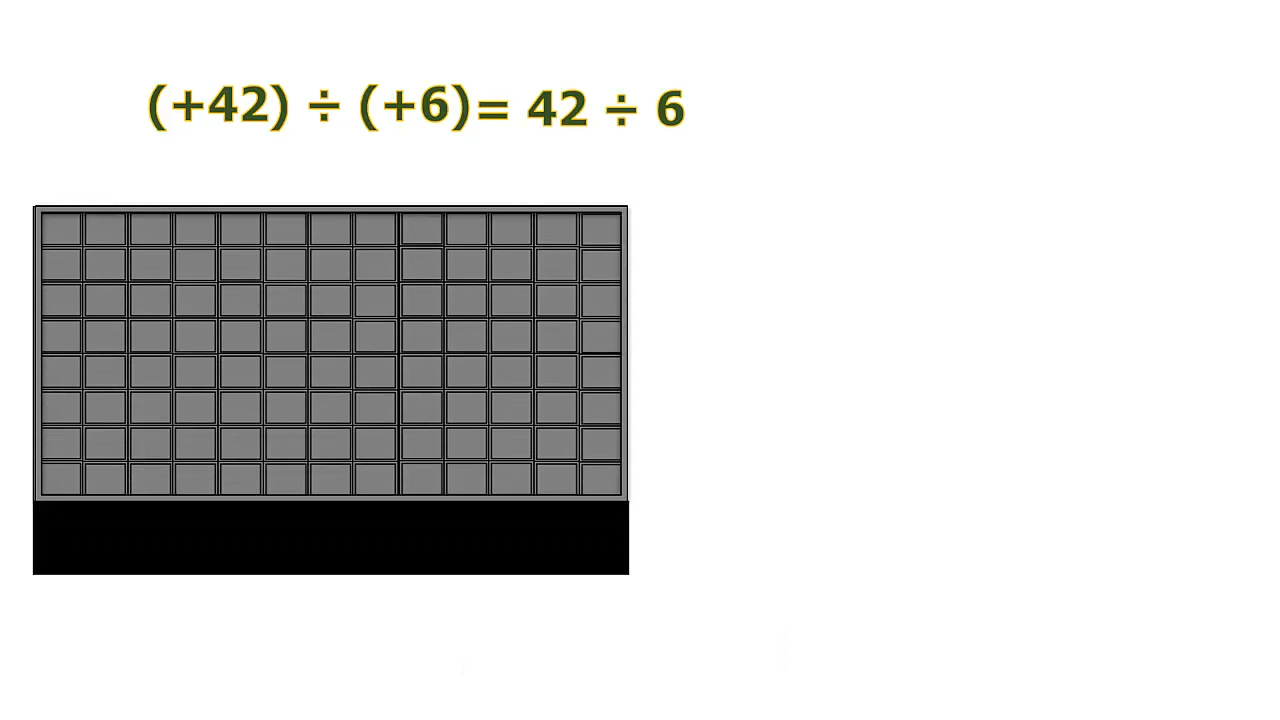 (+42) ÷ (+6) = 42 ÷ 6